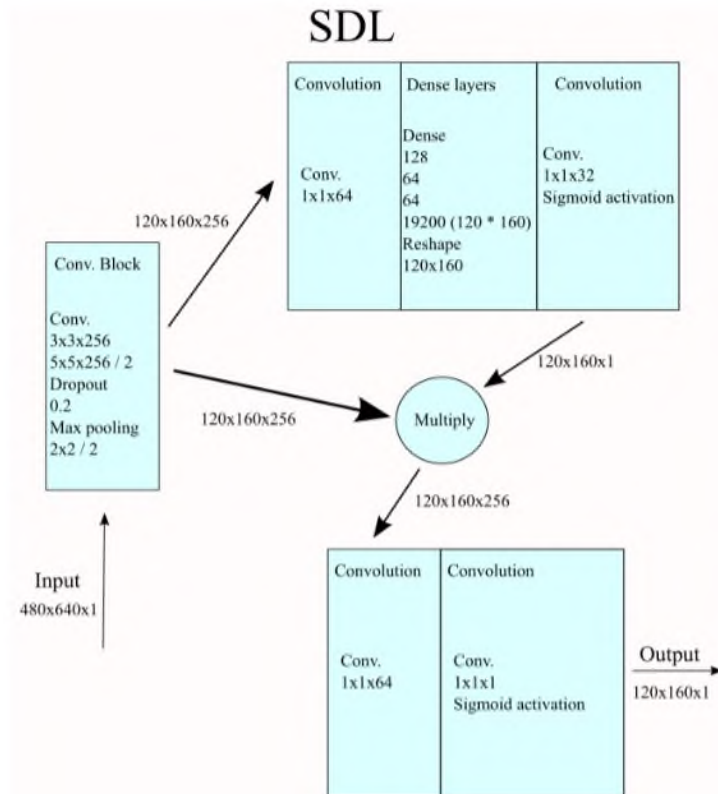 SDL
Convolution
Conv.
1x1x64
Dense layers
Dense
128
64
64
19200 (120 * 160)
Reshape
120x160
Convolution
Conv.
1x1x32
Sigmoid activation
120x160x256
Conv. Block
Conv.
3x3x256
5x5x256 / 2
Dropout
0.2
Max pooling
2x2 / 2
120x160x1
120x160x256
Multiply
120x160x256
Input
480x640x1
Convolution
Conv.
1x1x64
Convolution
Conv.
1x1x1
Sigmoid activation
Output
120x160x1